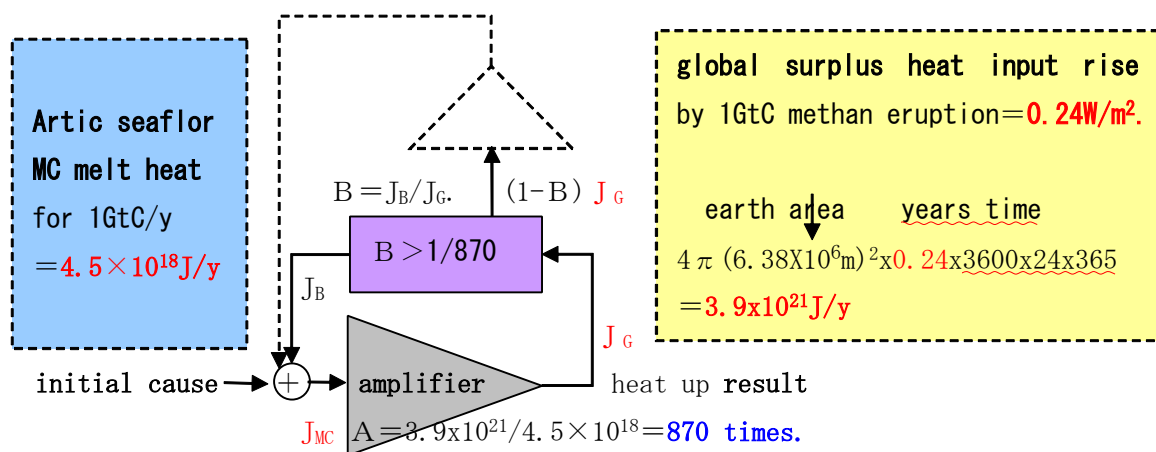 Artic seaflor
MC melt heat
for 1GtC/y
＝4.5×10¹⁸J/y
global surplus heat input rise
by 1GtC methan eruption＝0.24W/m².
earth area years time
4π(6.38X10⁶m)²x0.24x3600x24x365
＝3.9x10²¹J/y
Ｂ＝J_B/J_G.
(1-Ｂ) J_G
Ｂ＞1/870
J_B
J_G
initial cause
＋
amplifier
heat up result
J_MC Ａ＝3.9x10²¹/4.5×10¹⁸＝870 times.